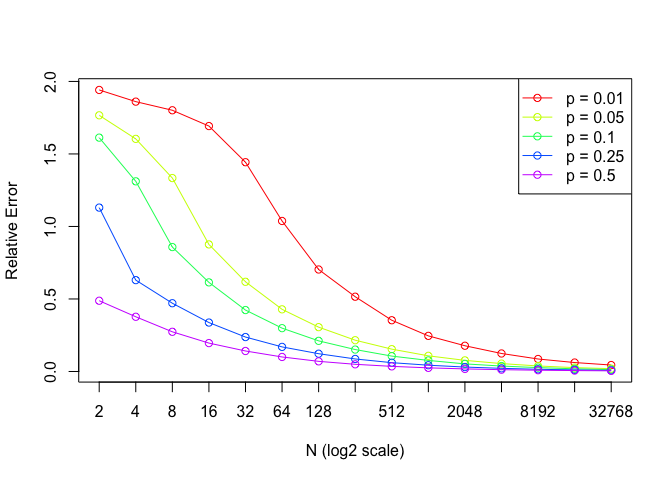 Relative Error
2.0
1.5
1.0
0.5
0.0
p = 0.01
p = 0.05
p = 0.1
p = 0.25
p = 0.5
2 4 8 16 32 64 128 512 2048 8192 32768
N (log2 scale)